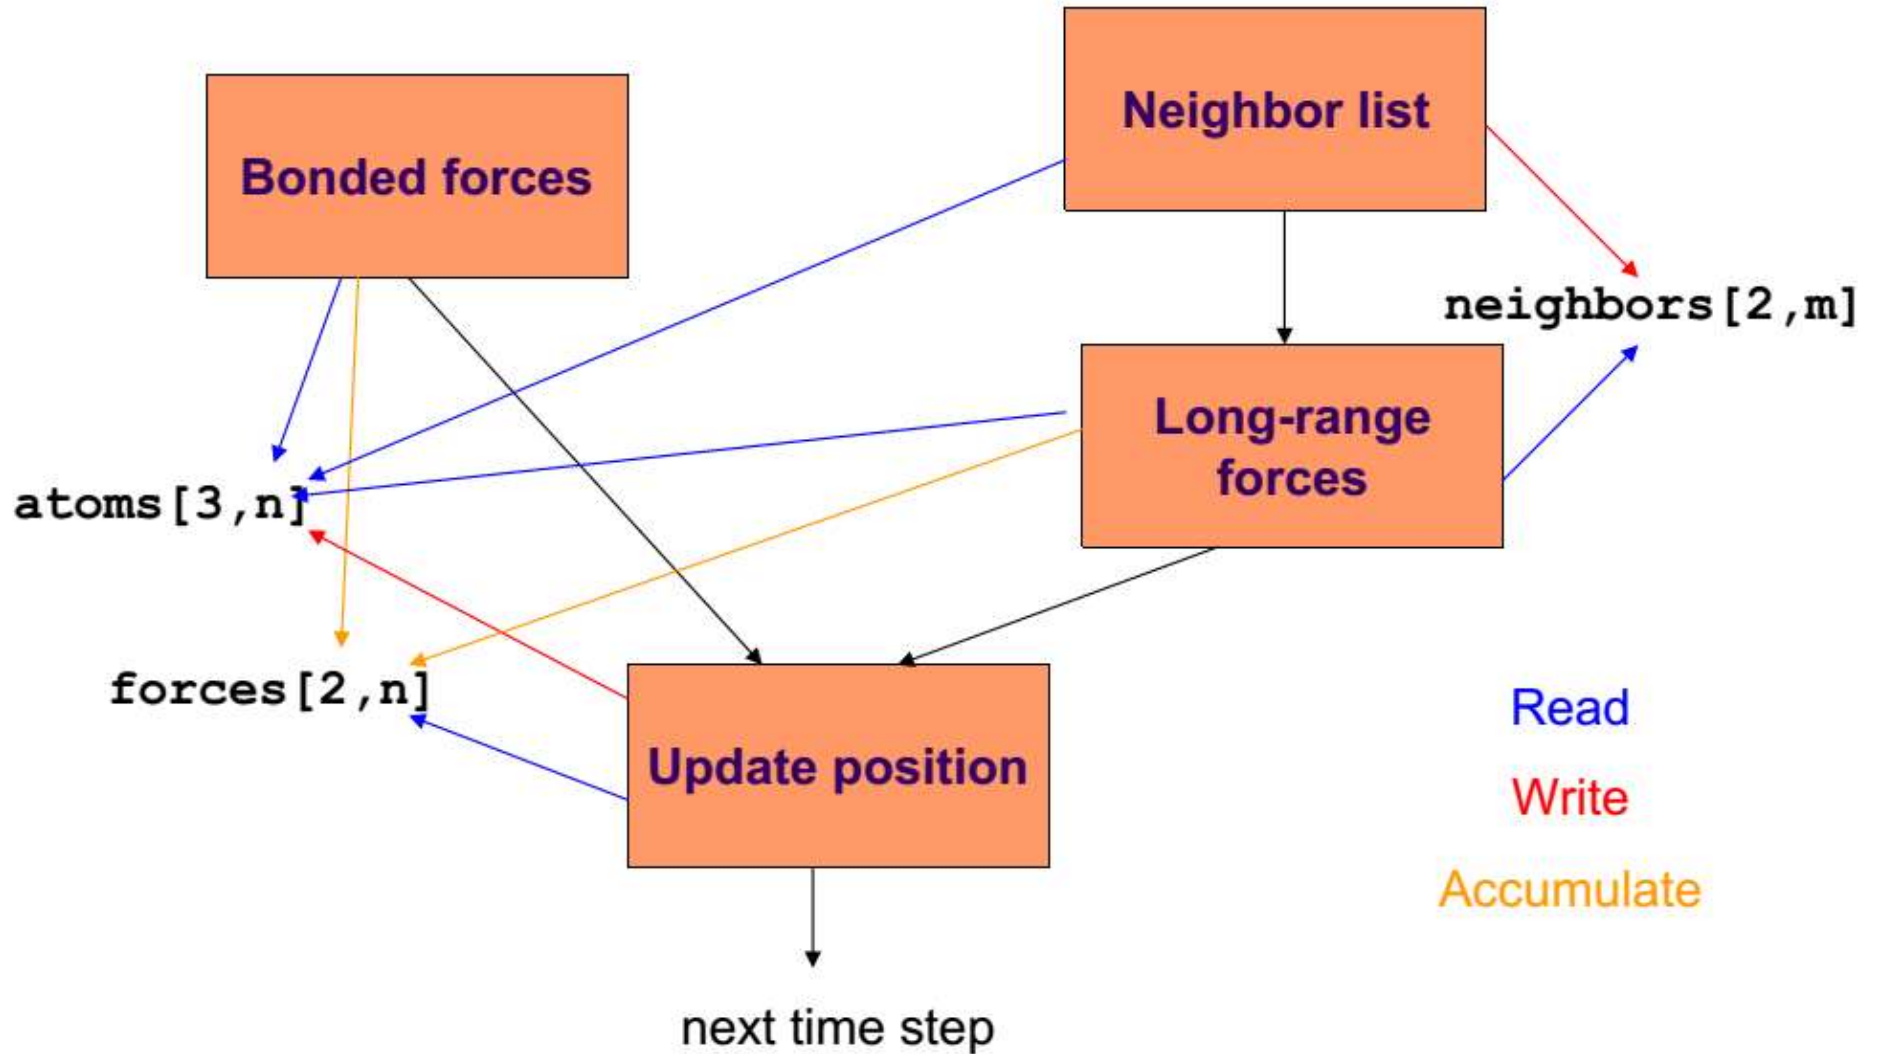 Neighbor list
Bonded forces
neighbors[2,m]
Long-range
forces
atoms[3,n]
forces[2,n]
Update position
Read
Write
Accumulate
next time step